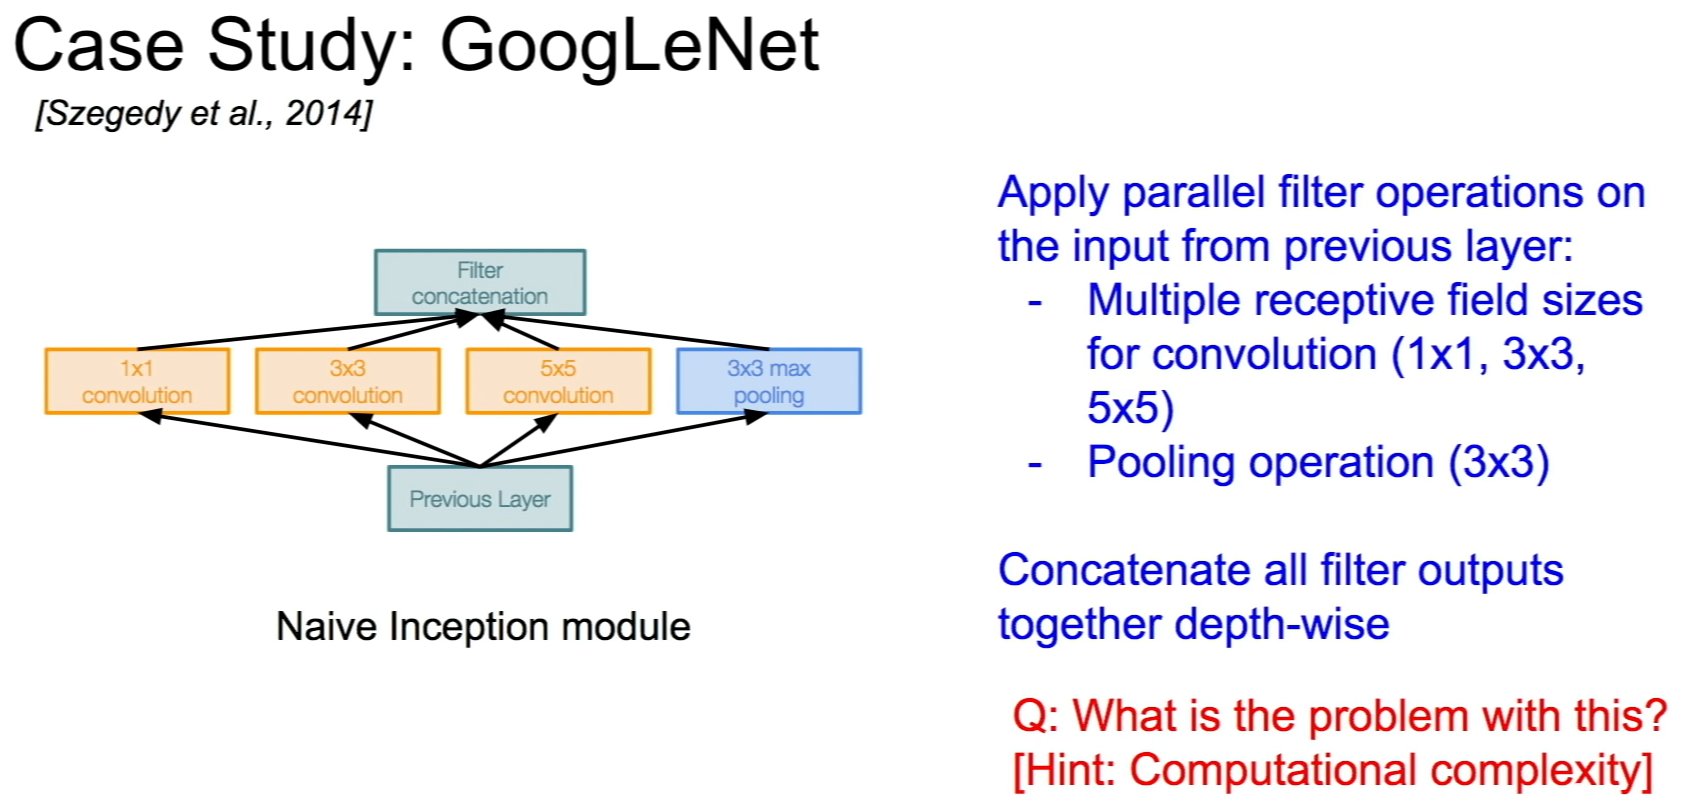 Case Study: GoogLeNet
[Szegedy et al., 2014]
Filter
concatenation
1x1
convolution
3x3
convolution
5x5
convolution
3x3 max
pooling
Previous Layer
Naive Inception module
Apply parallel filter operations on
the input from previous layer:
- Multiple receptive field sizes
for convolution (1x1, 3x3,
5x5)
- Pooling operation (3x3)
Concatenate all filter outputs
together depth-wise
Q: What is the problem with this?
[Hint: Computational complexity]